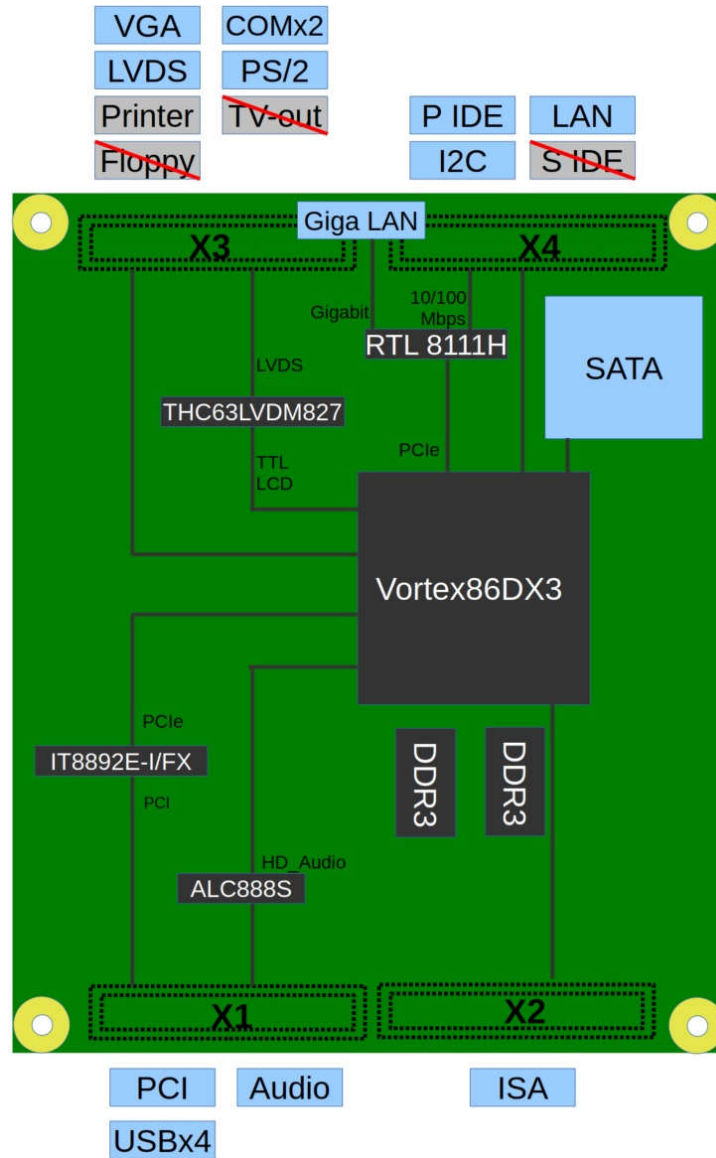 VGA
COMx2
LVDS
PS/2
Printer
TV-out
P IDE
LAN
Floppy
I2C
S IDE
Giga LAN
X3
X4
Gigabit
10/100
Mbps
RTL 8111H
SATA
LVDS
THC63LVDM827
TTL
LCD
PCIe
Vortex86DX3
PCIe
IT8892E-I/FX
PCI
DDR3
DDR3
HD_Audio
ALC888S
X1
X2
PCI
Audio
ISA
USBx4